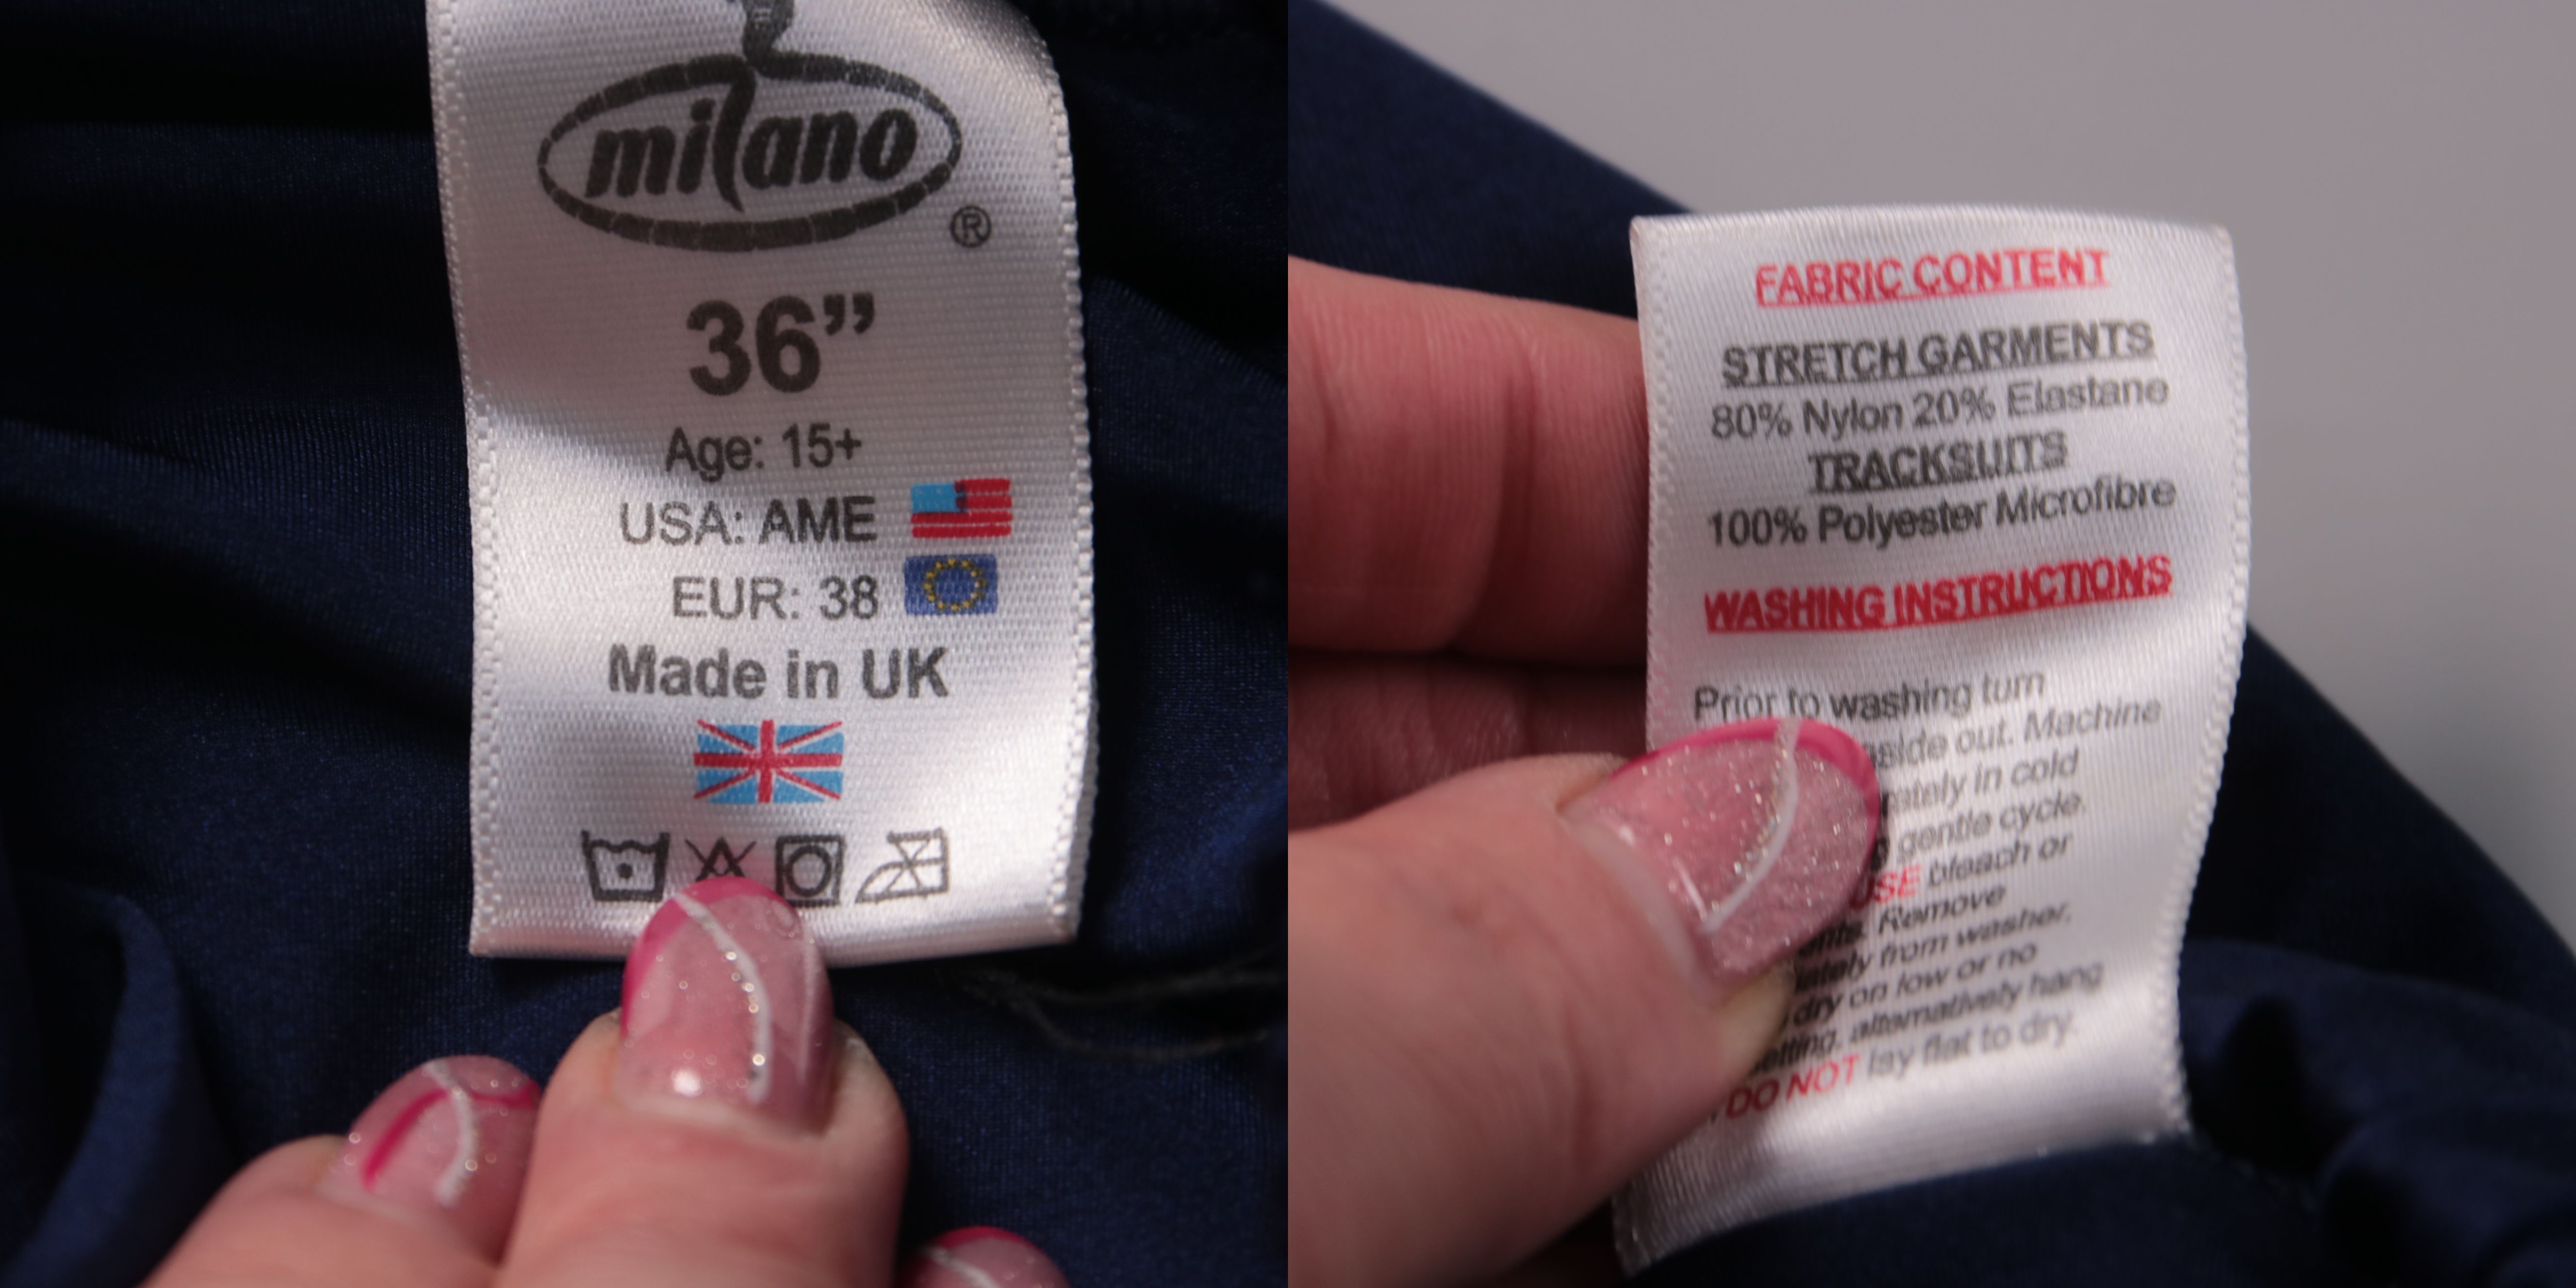 milano
®
36”
Age: 15+
USA: AME
EUR: 38
Made in UK
FABRIC CONTENT
STRETCH GARMENTS
80% Nylon 20% Elastane
TRACKSUITS
100% Polyester Microfibre
WASHING INSTRUCTIONS
Prior to washing turn
out. Machine
in cold
gentle cycle.
bleach or
Remove
from washer.
dry on low or no
alternatively hang
DO NOT lay flat to dry.